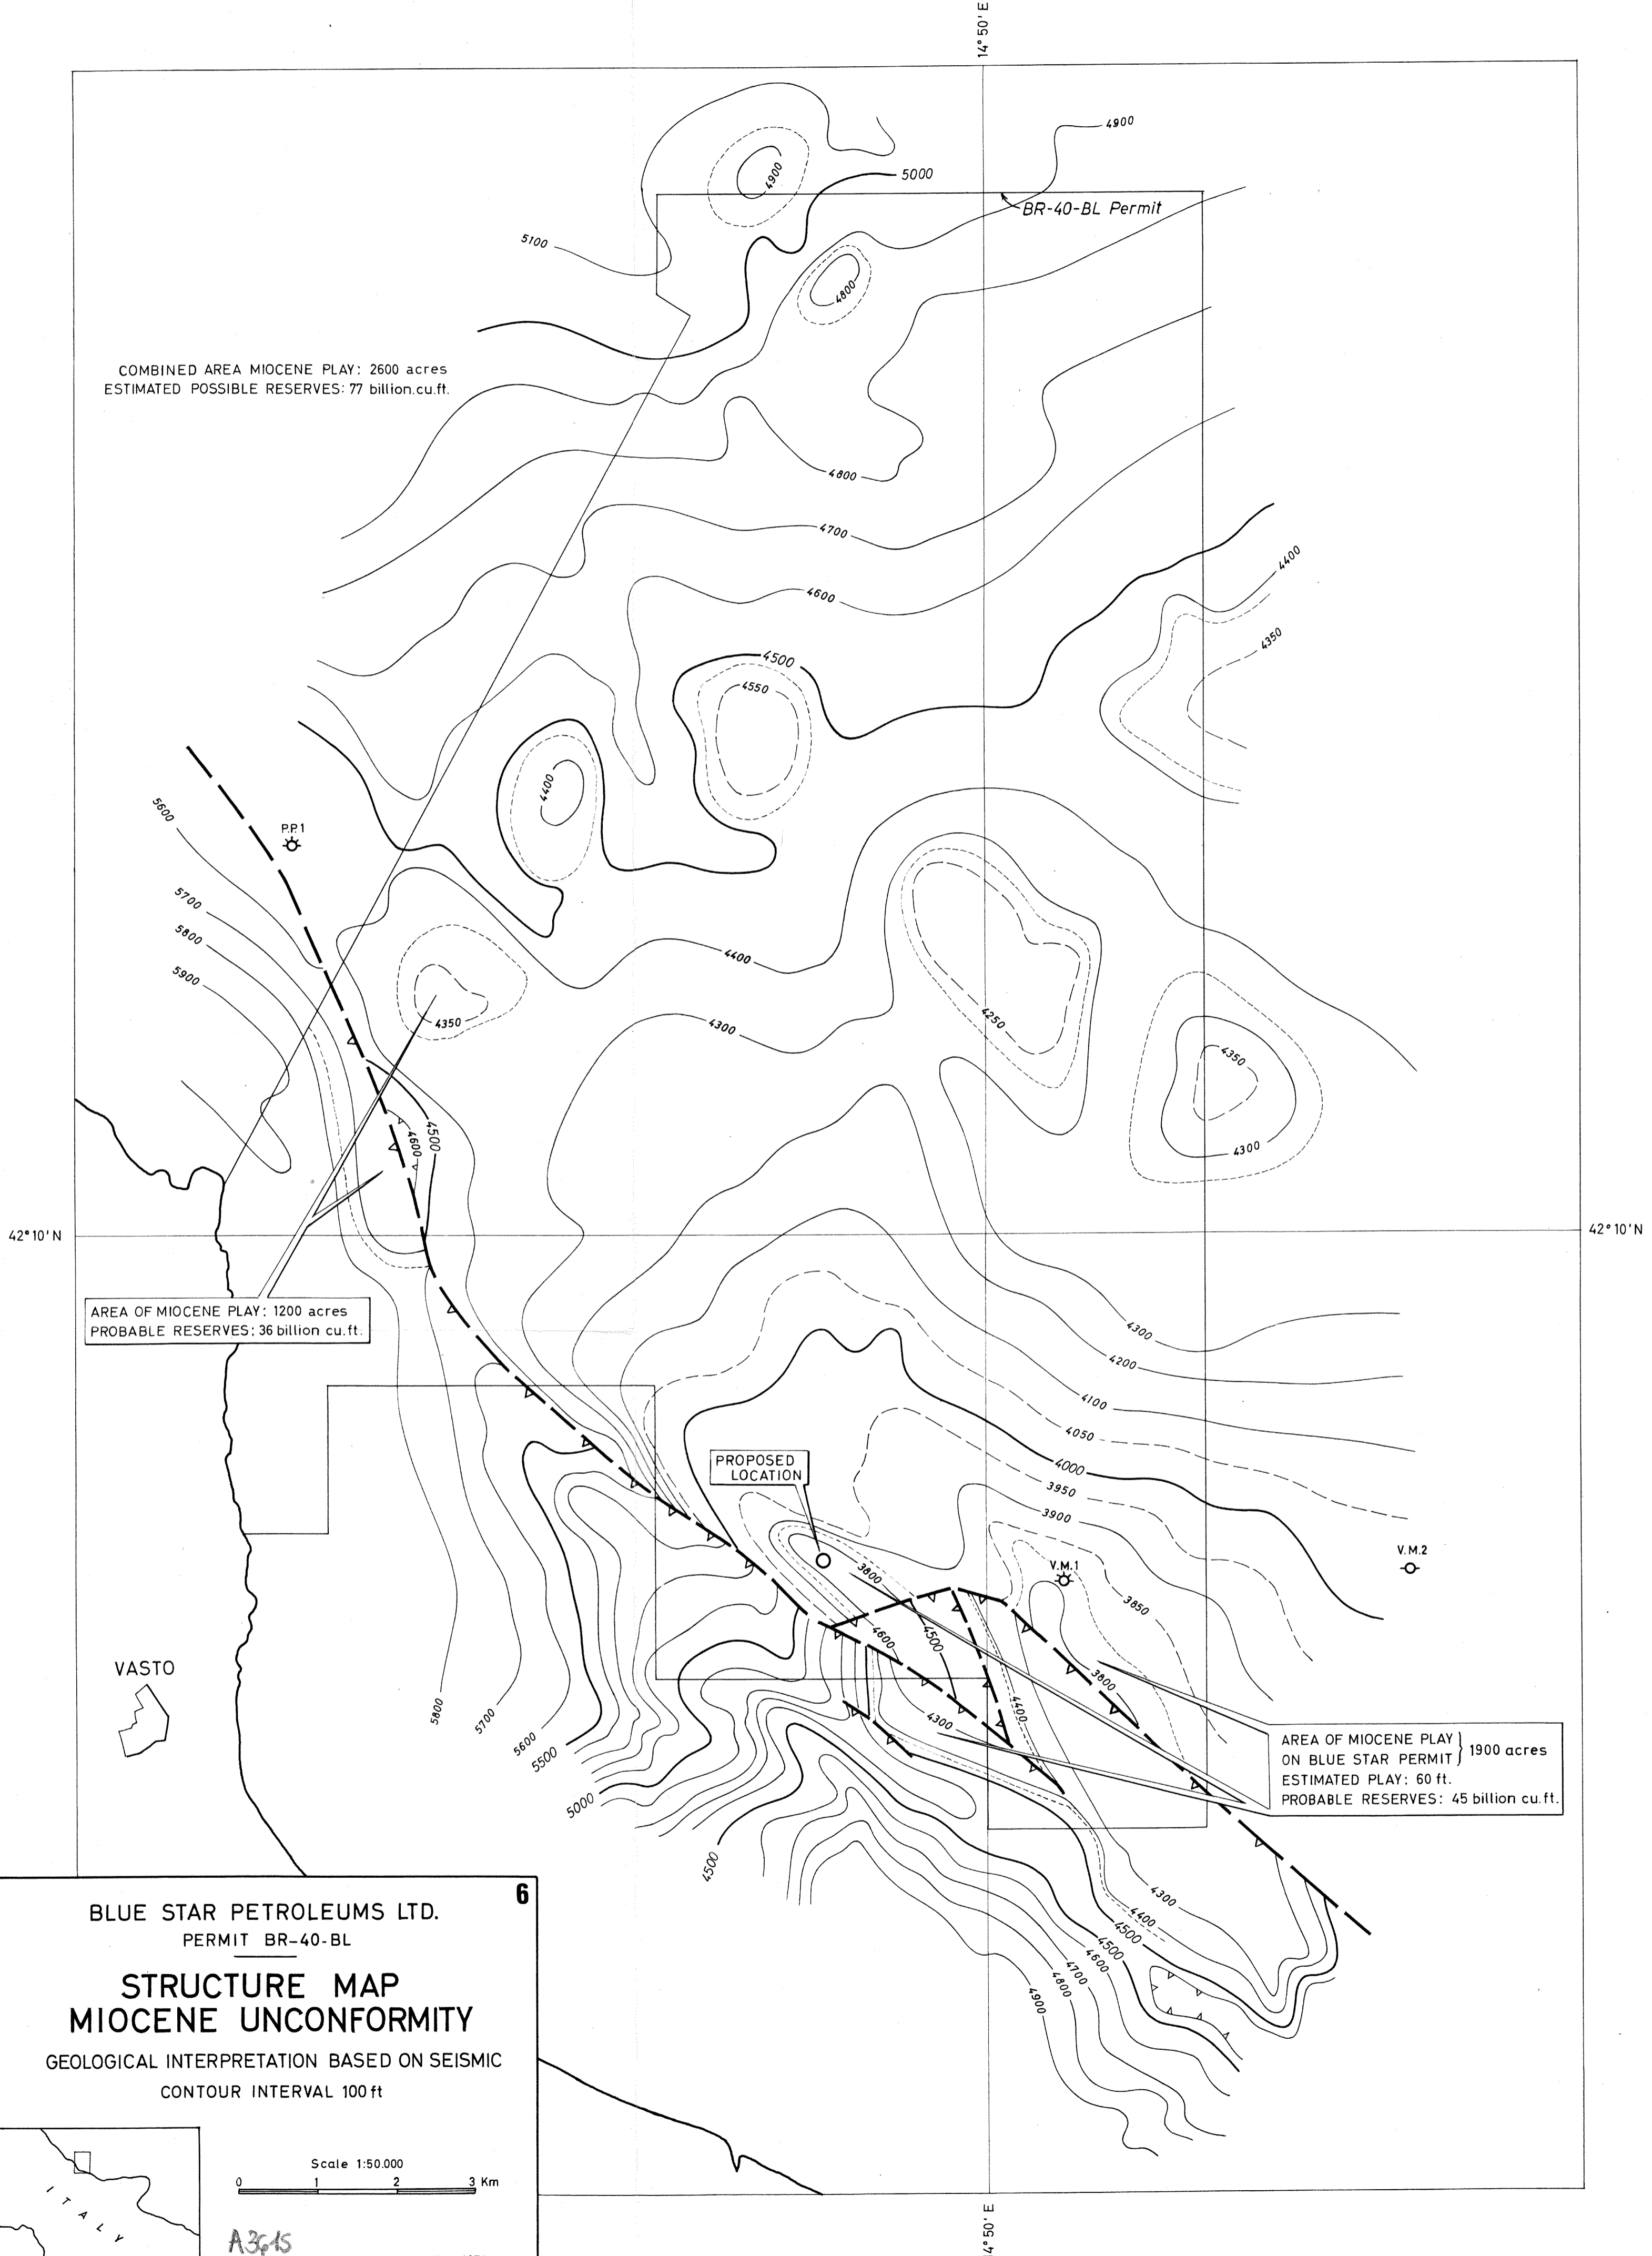 14°50'E
4900
4900
5000
BR-40-BL Permit
5100
4800
COMBINED AREA MIOCENE PLAY: 2600 acres
ESTIMATED POSSIBLE RESERVES: 77 billion.cu.ft.
4800
4700
4400
4600
4350
4500
4550
4400
5600
P.P.1
5700
5800
4400
5900
4250
4350
4300
4350
4500
4600
4300
42°10'N
42°10'N
AREA OF MIOCENE PLAY: 1200 acres
PROBABLE RESERVES: 36 billion cu.ft.
4300
4200
4100
4050
4000
PROPOSED
LOCATION
3950
3900
V.M.2
V.M.1
3800
3850
4600
4500
VASTO
3800
5800
5700
4400
4300
5600
5500
AREA OF MIOCENE PLAY
ON BLUE STAR PERMIT } 1900 acres
ESTIMATED PLAY: 60 ft.
PROBABLE RESERVES: 45 billion cu.ft.
5000
4500
4300
4400
4500
4500
4600
4700
4800
4900
6
BLUE STAR PETROLEUMS LTD.
PERMIT BR-40-BL
STRUCTURE MAP
MIOCENE UNCONFORMITY
GEOLOGICAL INTERPRETATION BASED ON SEISMIC
CONTOUR INTERVAL 100 ft
Scale 1:50.000
0 1 2 3 Km
ITALY
14°50'E